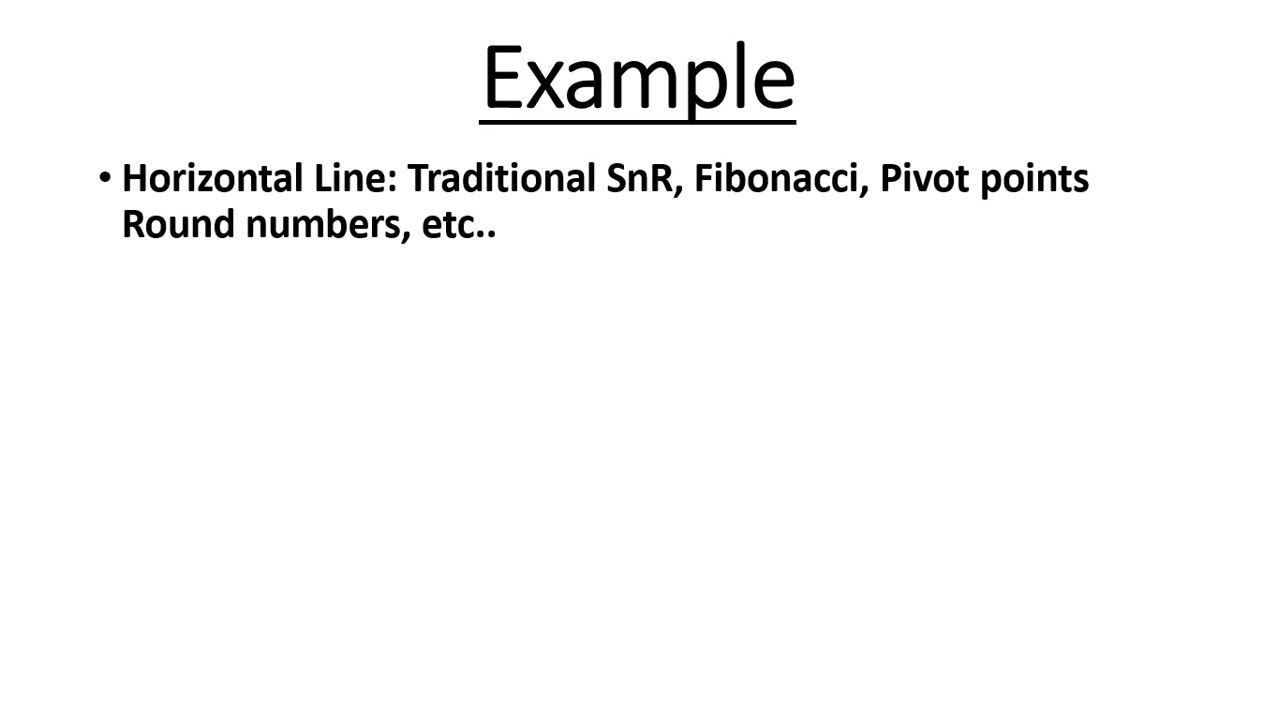 Example
• Horizontal Line: Traditional SnR, Fibonacci, Pivot points
Round numbers, etc..